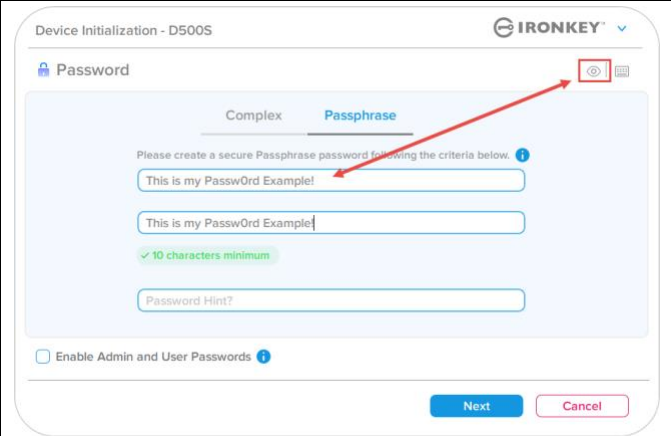 Device Initialization - D500S
IRONKEY
Password
Complex
Passphrase
Please create a secure Passphrase password following the criteria below.
This is my Passw0rd Example!
This is my Passw0rd Example!
✓ 10 characters minimum
Password Hint?
Enable Admin and User Passwords
Next
Cancel